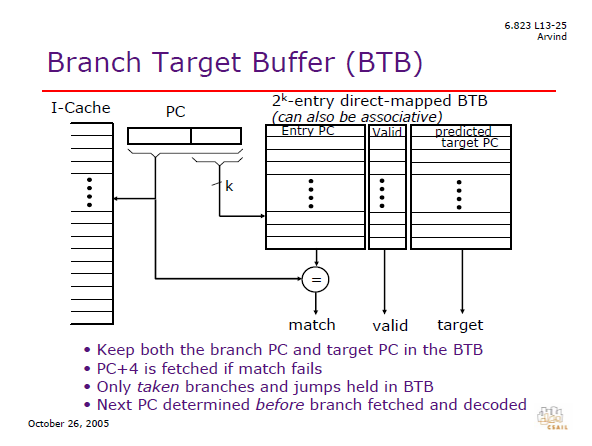 6.823 L13-25
Arvind
Branch Target Buffer (BTB)
I-Cache
PC
2k-entry direct-mapped BTB
(can also be associative)
Entry PC
Valid
predicted
target PC
k
=
match
valid
target
• Keep both the branch PC and target PC in the BTB
• PC+4 is fetched if match fails
• Only taken branches and jumps held in BTB
• Next PC determined before branch fetched and decoded
October 26, 2005
CSAIL